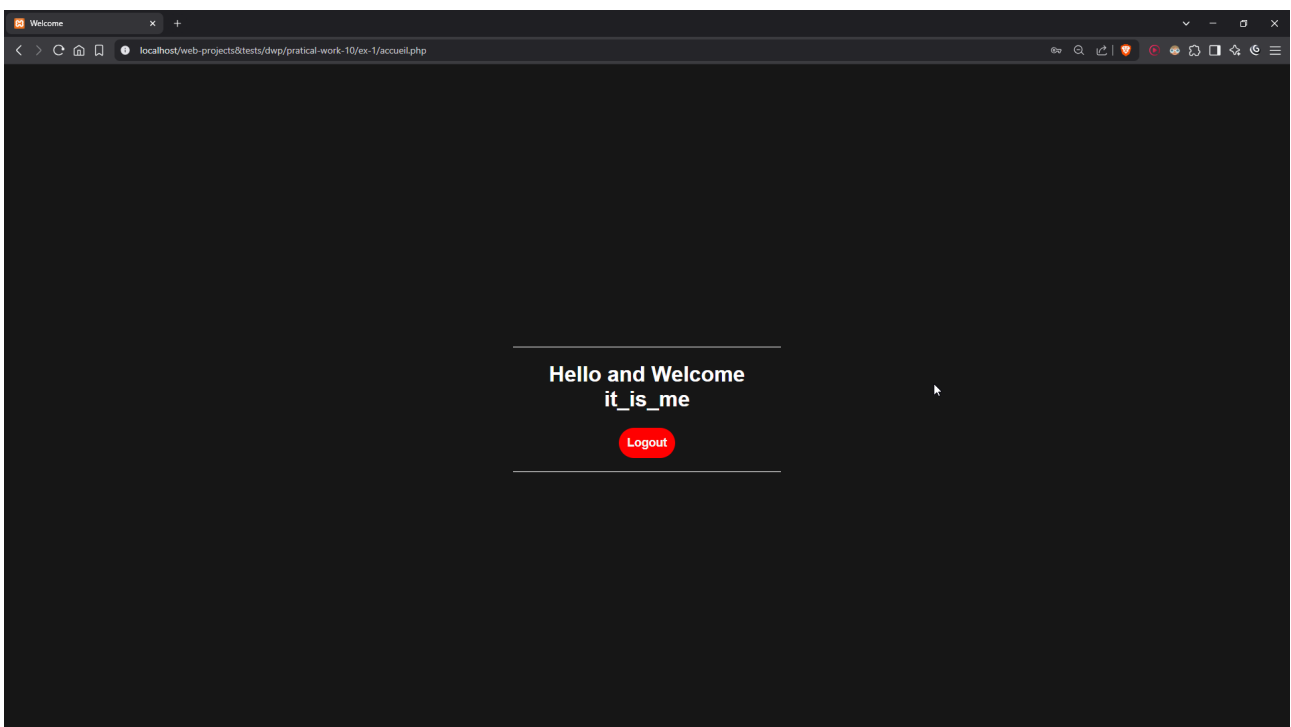 Welcome
localhost/web-projects&tests/dwp/pratical-work-10/ex-1/accueil.php
Hello and Welcome
it_is_me
Logout